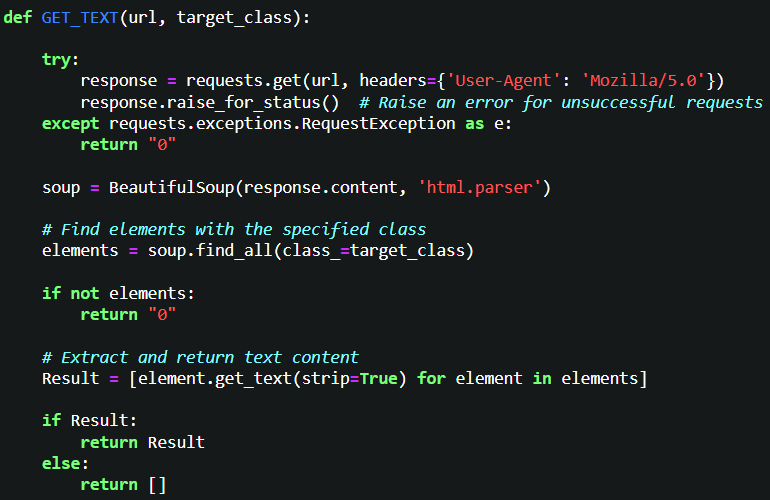 def GET_TEXT(url, target_class):
    try:
        response = requests.get(url, headers={'User-Agent': 'Mozilla/5.0'})
        response.raise_for_status()  # Raise an error for unsuccessful requests
    except requests.exceptions.RequestException as e:
        return "0"
    soup = BeautifulSoup(response.content, 'html.parser')
    # Find elements with the specified class
    elements = soup.find_all(class_=target_class)
    if not elements:
        return "0"
    # Extract and return text content
    Result = [element.get_text(strip=True) for element in elements]
    if Result:
        return Result
    else:
        return []